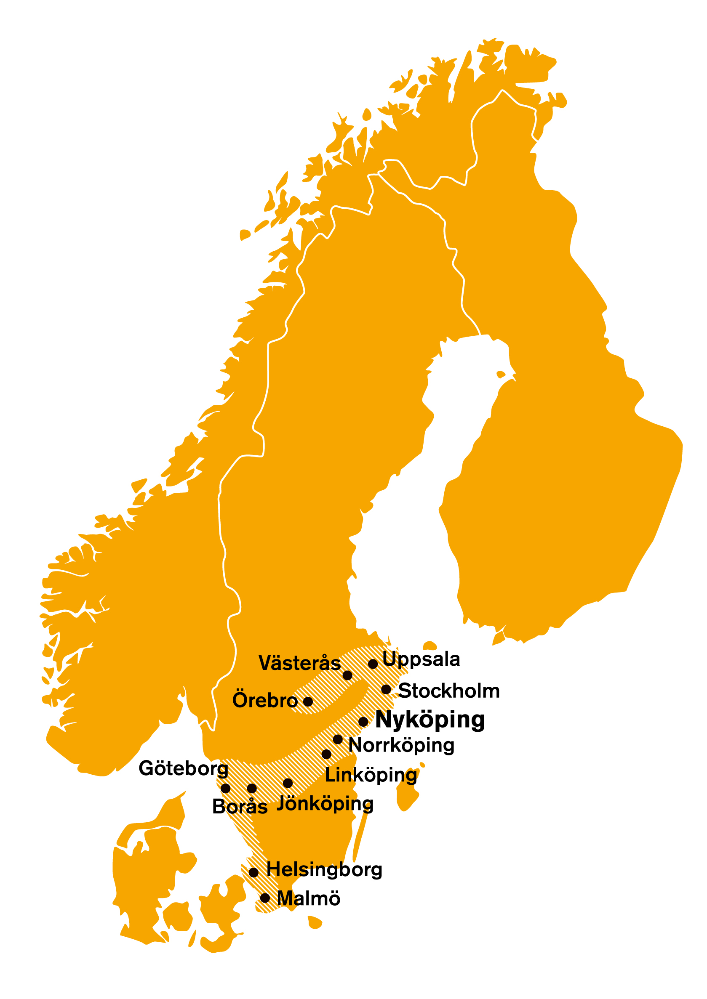 Uppsala
Västerås
Stockholm
Örebro
Nyköping
Norrköping
Göteborg
Linköping
Jönköping
Borås
Helsingborg
Malmö